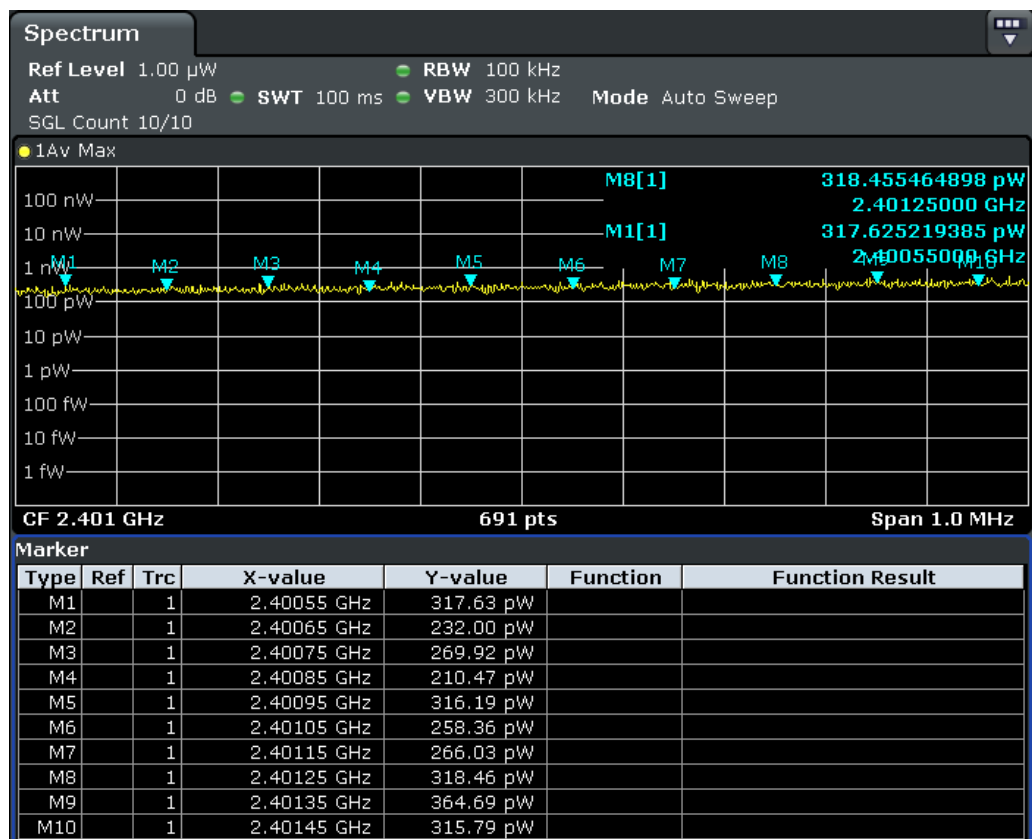 Spectrum
Ref Level 1.00 µW RBW 100 kHz
Att 0 dB SWT 100 ms VBW 300 kHz Mode Auto Sweep
SGL Count 10/10
1Av Max
M8[1] 318.455464898 pW
2.40125000 GHz
M1[1] 317.625219385 pW
2.40055000 GHz
100 nW
10 nW
1 nW
100 pW
10 pW
1 pW
100 fW
10 fW
1 fW
M1 M2 M3 M4 M5 M6 M7 M8 M9 M10
CF 2.401 GHz 691 pts Span 1.0 MHz
Marker
Type Ref Trc X-value Y-value Function Function Result
M1 1 2.40055 GHz 317.63 pW
M2 1 2.40065 GHz 232.00 pW
M3 1 2.40075 GHz 269.92 pW
M4 1 2.40085 GHz 210.47 pW
M5 1 2.40095 GHz 316.19 pW
M6 1 2.40105 GHz 258.36 pW
M7 1 2.40115 GHz 266.03 pW
M8 1 2.40125 GHz 318.46 pW
M9 1 2.40135 GHz 364.69 pW
M10 1 2.40145 GHz 315.79 pW